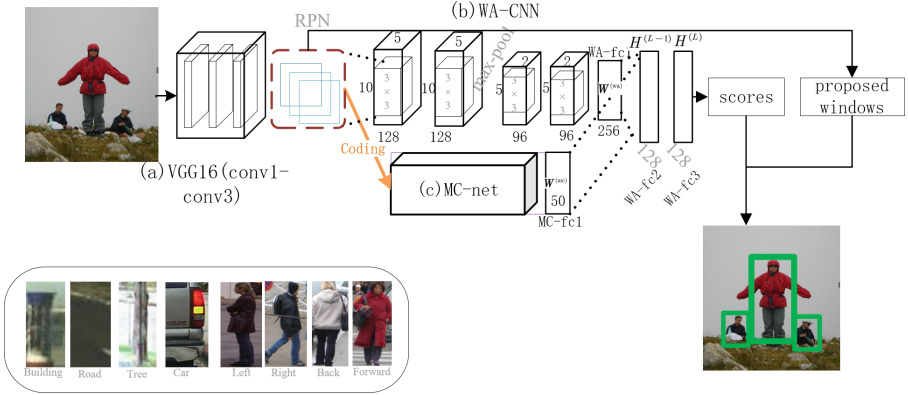 (b)WA-CNN
RPN
5
5
max-pool
2
2
WA-fc1
H^(L-1)
H^(L)
10
3×3
10
3×3
5
3×3
5
3×3
W^(wa)
scores
proposed
windows
128
128
96
96
256
128
128
WA-fc2
WA-fc3
Coding
(a)VGG16(conv1-
conv3)
(c)MC-net
W^(mc)
50
MC-fc1
Building
Road
Tree
Car
Left
Right
Back
Forward